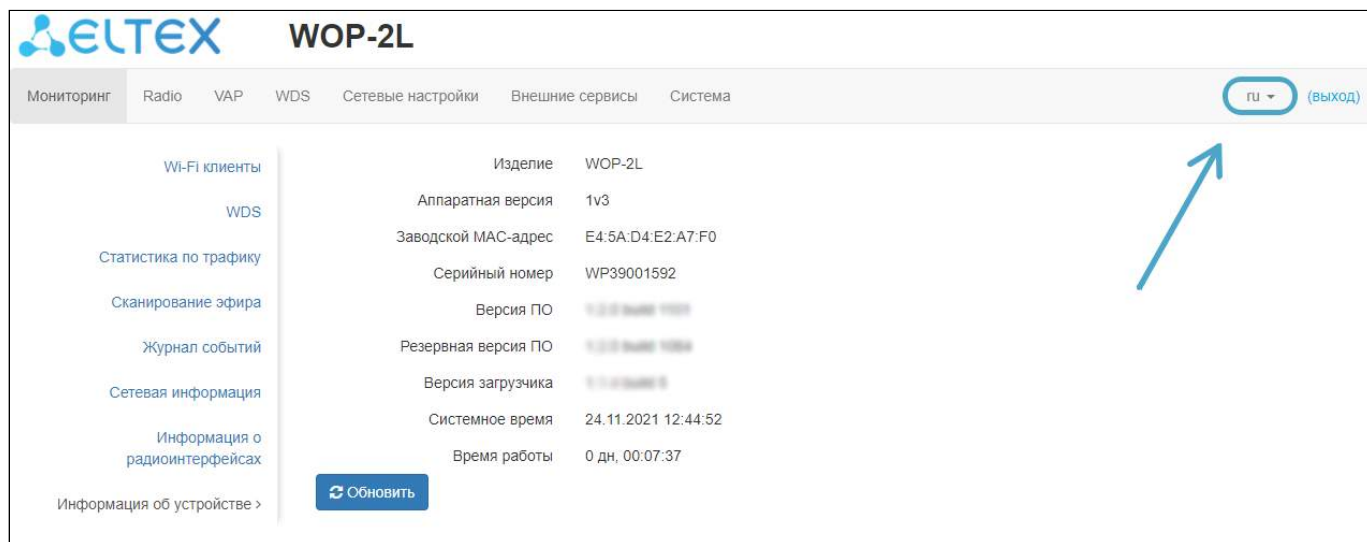 ELTEX WOP-2L
Мониторинг Radio VAP WDS Сетевые настройки Внешние сервисы Система ru (выход)
Wi-Fi клиенты
WDS
Статистика по трафику
Сканирование эфира
Журнал событий
Сетевая информация
Информация о
радиоинтерфейсах
Информация об устройстве >
Изделие WOP-2L
Аппаратная версия 1v3
Заводской MAC-адрес E4:5A:D4:E2:A7:F0
Серийный номер WP39001592
Версия ПО
Резервная версия ПО
Версия загрузчика
Системное время 24.11.2021 12:44:52
Время работы 0 дн, 00:07:37
Обновить